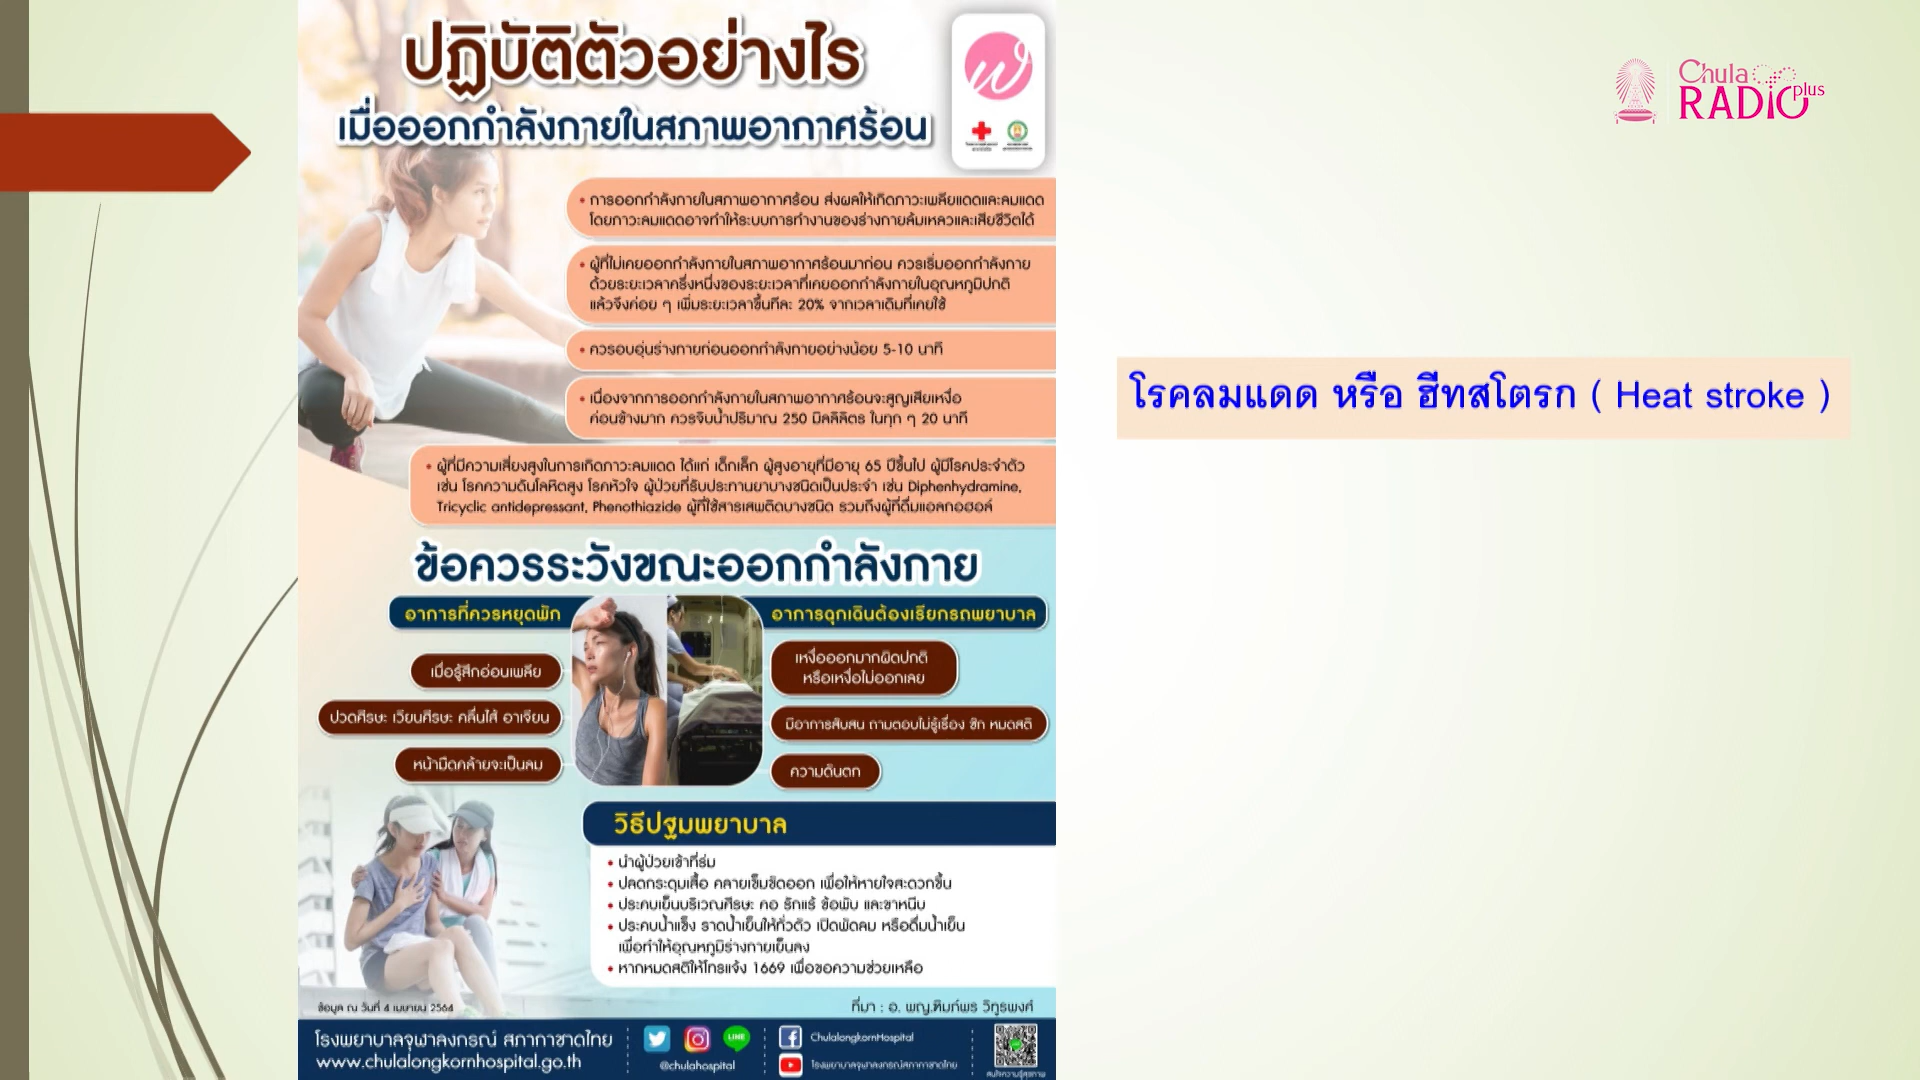 ปฏิบัติตัวอย่างไร
เมื่อออกกำลังกายในสภาพอากาศร้อน
• การออกกำลังกายในสภาพอากาศร้อน ส่งผลให้เกิดภาวะเพลียแดดและลมแดด
โดยภาวะลมแดดอาจทำให้ระบบการทำงานของร่างกายล้มเหลวและเสียชีวิตได้
• ผู้ที่ไม่เคยออกกำลังกายในสภาพอากาศร้อนมาก่อน ควรเริ่มออกกำลังกาย
ด้วยระยะเวลาครึ่งหนึ่งของระยะเวลาที่เคยออกกำลังกายในอุณหภูมิปกติ
แล้วจึงค่อย ๆ เพิ่มระยะเวลาขึ้นทีละ 20% จากเวลาเดิมที่เคยใช้
• ควรอบอุ่นร่างกายก่อนออกกำลังกายอย่างน้อย 5-10 นาที
• เนื่องจากการออกกำลังกายในสภาพอากาศร้อนจะสูญเสียเหงื่อ
ค่อนข้างมาก ควรจิบน้ำปริมาณ 250 มิลลิลิตร ในทุก ๆ 20 นาที
• ผู้ที่มีความเสี่ยงสูงในการเกิดภาวะลมแดด ได้แก่ เด็กเล็ก ผู้สูงอายุที่มีอายุ 65 ปีขึ้นไป ผู้มีโรคประจำตัว
เช่น โรคความดันโลหิตสูง โรคหัวใจ ผู้ป่วยที่รับประทานยาบางชนิดเป็นประจำ เช่น Diphenhydramine,
Tricyclic antidepressant, Phenothiazide ผู้ที่ใช้สารเสพติดบางชนิด รวมถึงผู้ที่ดื่มแอลกอฮอล์
ข้อควรระวังขณะออกกำลังกาย
อาการที่ควรหยุดพัก
เมื่อรู้สึกอ่อนเพลีย
ปวดศีรษะ เวียนศีรษะ คลื่นไส้ อาเจียน
หน้ามืดคล้ายจะเป็นลม
อาการฉุกเฉินต้องเรียกรถพยาบาล
เหงื่อออกมากผิดปกติ
หรือเหงื่อไม่ออกเลย
มีอาการสับสน ถามตอบไม่รู้เรื่อง ชัก หมดสติ
ความดันตก
วิธีปฐมพยาบาล
• นำผู้ป่วยเข้าที่ร่ม
• ปลดกระดุมเสื้อ คลายเข็มขัดออก เพื่อให้หายใจสะดวกขึ้น
• ประคบเย็นบริเวณศีรษะ คอ รักแร้ ข้อพับ และขาหนีบ
• ประคบน้ำแข็ง ราดน้ำเย็นให้ทั่วตัว เปิดพัดลม หรือดื่มน้ำเย็น
เพื่อทำให้อุณหภูมิร่างกายเย็นลง
• หากหมดสติให้โทรแจ้ง 1669 เพื่อขอความช่วยเหลือ
ข้อมูล ณ วันที่ 4 เมษายน 2564
ที่มา : อ. พญ.หิมภ์พร วิทูรพงศ์
โรงพยาบาลจุฬาลงกรณ์ สภากาชาดไทย
www.chulalongkornhospital.go.th
LINE
@chulahospital
ChulalongkornHospital
โรงพยาบาลจุฬาลงกรณ์สภากาชาดไทย
Chula
RADIO plus
โรคลมแดด หรือ ฮีทสโตรก ( Heat stroke )